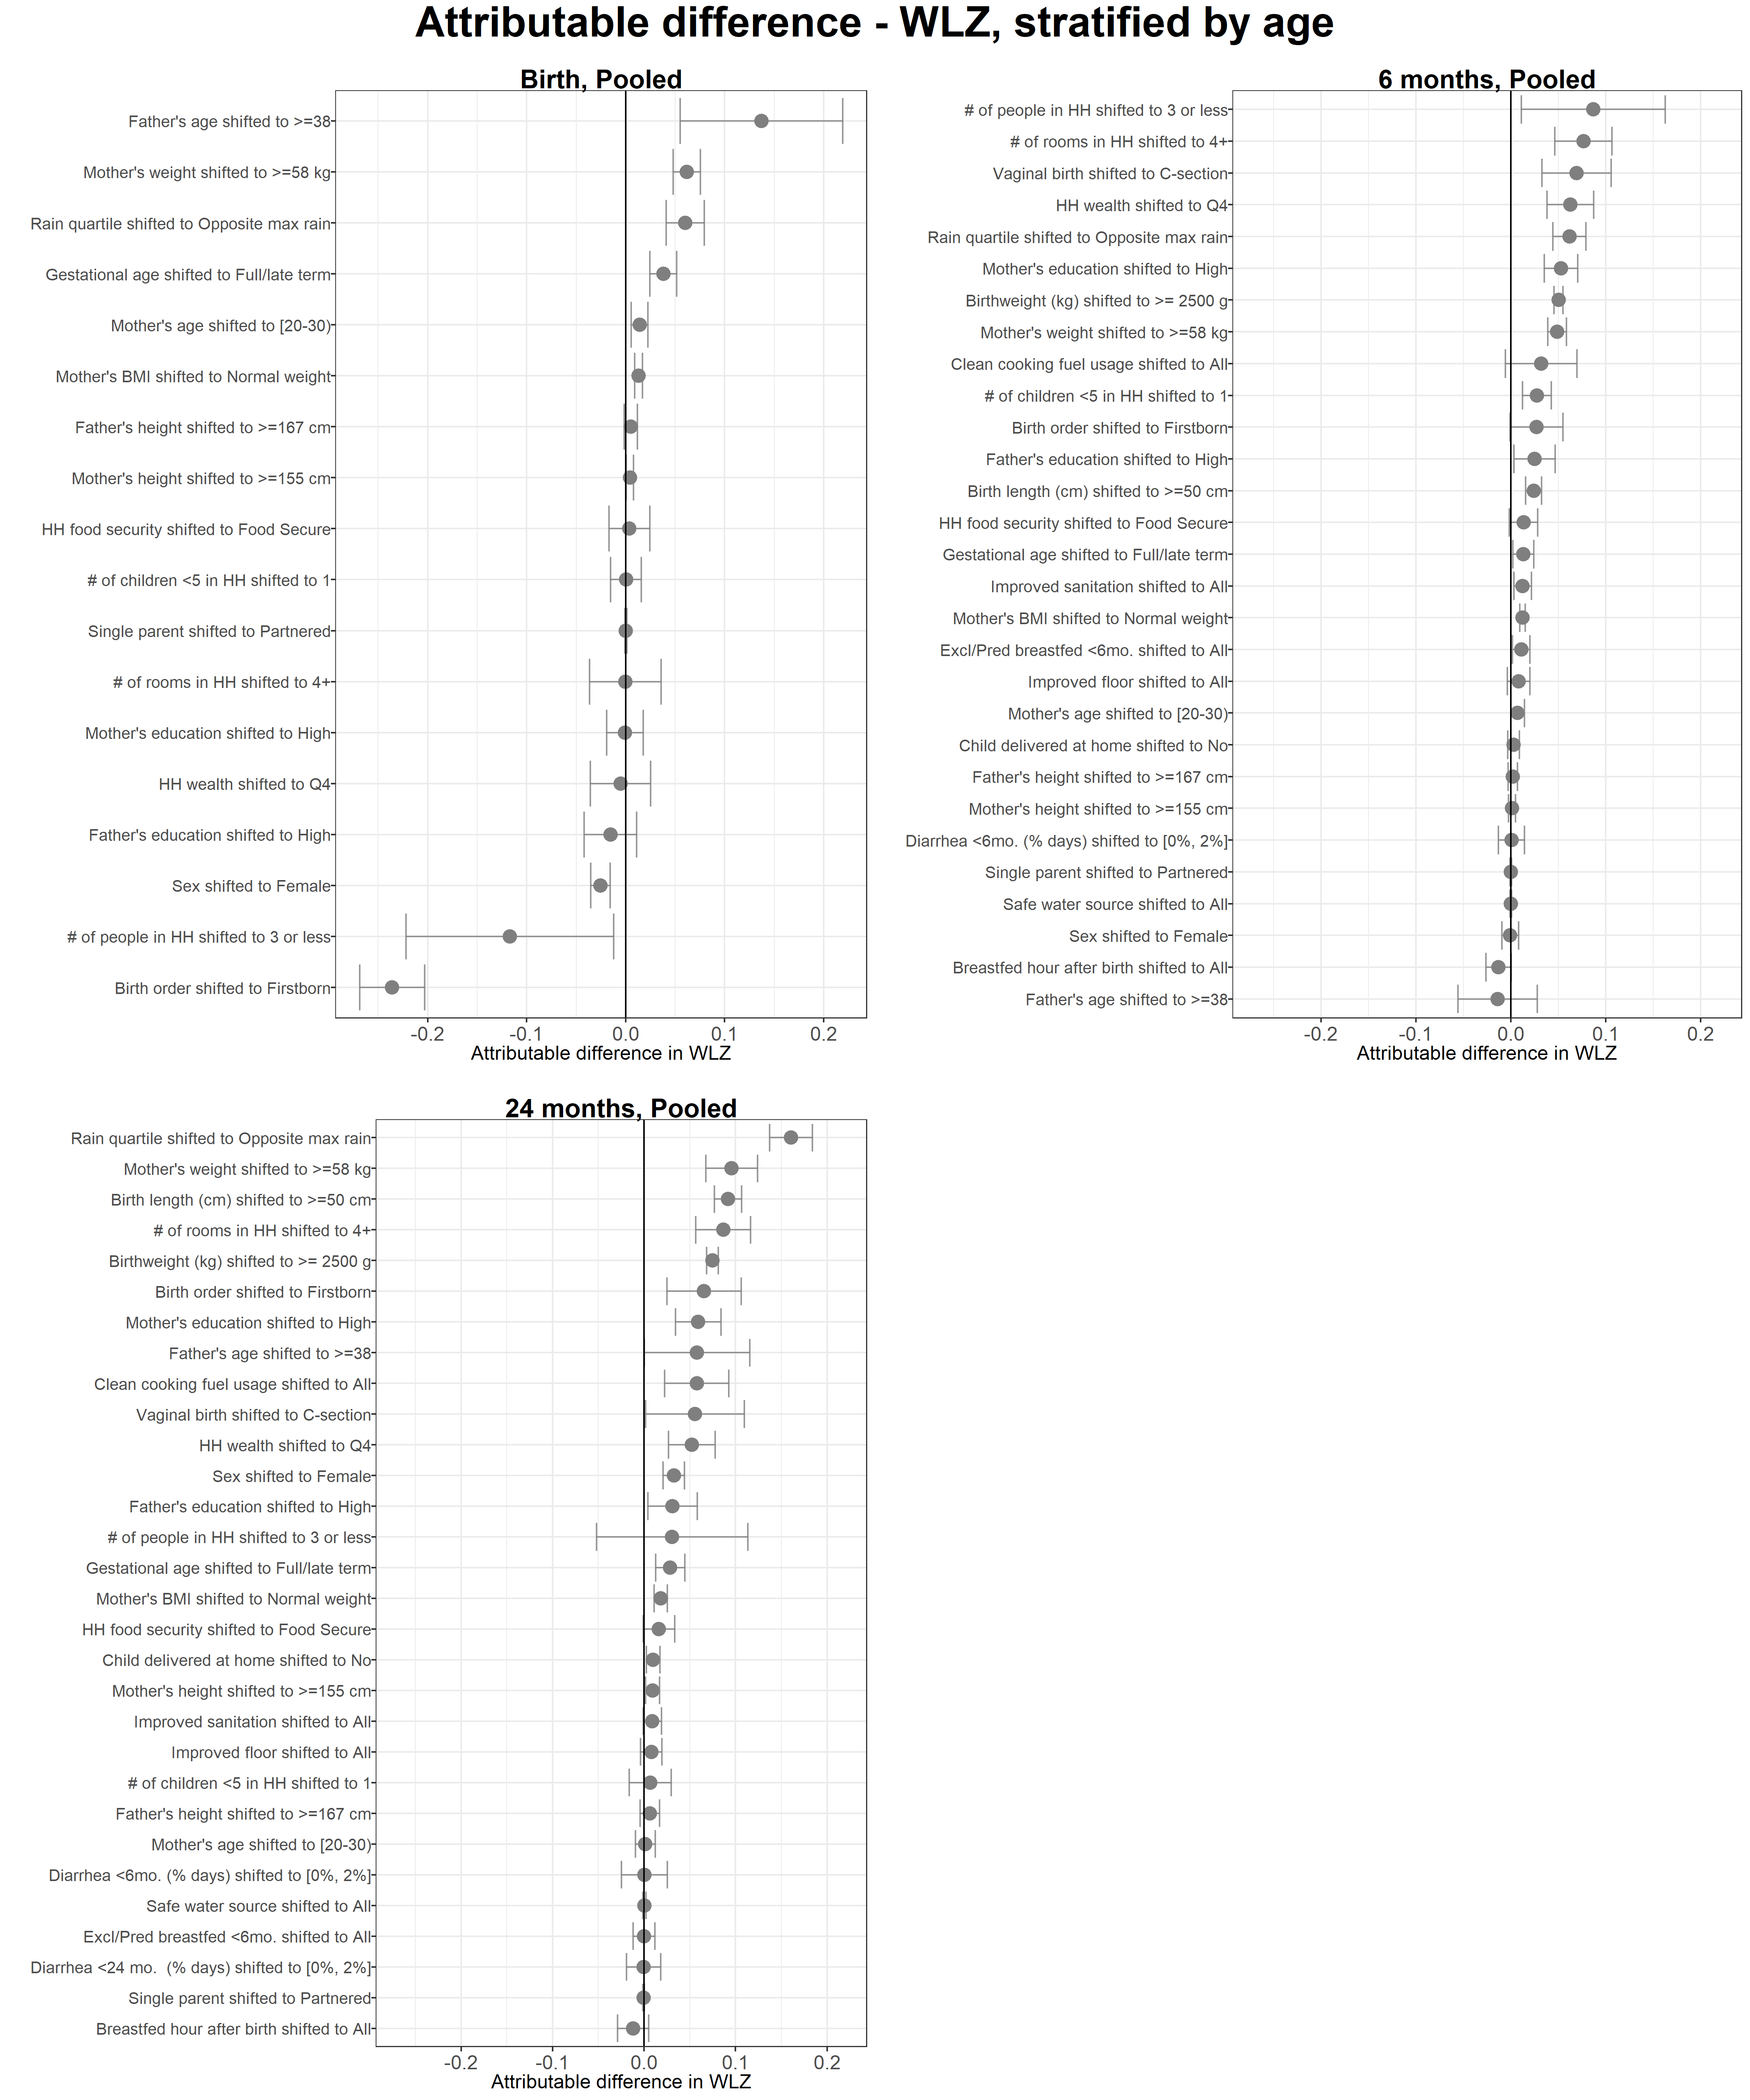 Attributable difference - WLZ, stratified by age
Birth, Pooled
Father's age shifted to >=38
Mother's weight shifted to >=58 kg
Rain quartile shifted to Opposite max rain
Gestational age shifted to Full/late term
Mother's age shifted to [20-30)
Mother's BMI shifted to Normal weight
Father's height shifted to >=167 cm
Mother's height shifted to >=155 cm
HH food security shifted to Food Secure
# of children <5 in HH shifted to 1
Single parent shifted to Partnered
# of rooms in HH shifted to 4+
Mother's education shifted to High
HH wealth shifted to Q4
Father's education shifted to High
Sex shifted to Female
# of people in HH shifted to 3 or less
Birth order shifted to Firstborn
-0.2 -0.1 0.0 0.1 0.2
Attributable difference in WLZ
6 months, Pooled
# of people in HH shifted to 3 or less
# of rooms in HH shifted to 4+
Vaginal birth shifted to C-section
HH wealth shifted to Q4
Rain quartile shifted to Opposite max rain
Mother's education shifted to High
Birthweight (kg) shifted to >= 2500 g
Mother's weight shifted to >=58 kg
Clean cooking fuel usage shifted to All
# of children <5 in HH shifted to 1
Birth order shifted to Firstborn
Father's education shifted to High
Birth length (cm) shifted to >=50 cm
HH food security shifted to Food Secure
Gestational age shifted to Full/late term
Improved sanitation shifted to All
Mother's BMI shifted to Normal weight
Excl/Pred breastfed <6mo. shifted to All
Improved floor shifted to All
Mother's age shifted to [20-30)
Child delivered at home shifted to No
Father's height shifted to >=167 cm
Mother's height shifted to >=155 cm
Diarrhea <6mo. (% days) shifted to [0%, 2%]
Single parent shifted to Partnered
Safe water source shifted to All
Sex shifted to Female
Breastfed hour after birth shifted to All
Father's age shifted to >=38
-0.2 -0.1 0.0 0.1 0.2
Attributable difference in WLZ
24 months, Pooled
Rain quartile shifted to Opposite max rain
Mother's weight shifted to >=58 kg
Birth length (cm) shifted to >=50 cm
# of rooms in HH shifted to 4+
Birthweight (kg) shifted to >= 2500 g
Birth order shifted to Firstborn
Mother's education shifted to High
Father's age shifted to >=38
Clean cooking fuel usage shifted to All
Vaginal birth shifted to C-section
HH wealth shifted to Q4
Sex shifted to Female
Father's education shifted to High
# of people in HH shifted to 3 or less
Gestational age shifted to Full/late term
Mother's BMI shifted to Normal weight
HH food security shifted to Food Secure
Child delivered at home shifted to No
Mother's height shifted to >=155 cm
Improved sanitation shifted to All
Improved floor shifted to All
# of children <5 in HH shifted to 1
Father's height shifted to >=167 cm
Mother's age shifted to [20-30)
Diarrhea <6mo. (% days) shifted to [0%, 2%]
Safe water source shifted to All
Excl/Pred breastfed <6mo. shifted to All
Diarrhea <24 mo.  (% days) shifted to [0%, 2%]
Single parent shifted to Partnered
Breastfed hour after birth shifted to All
-0.2 -0.1 0.0 0.1 0.2
Attributable difference in WLZ